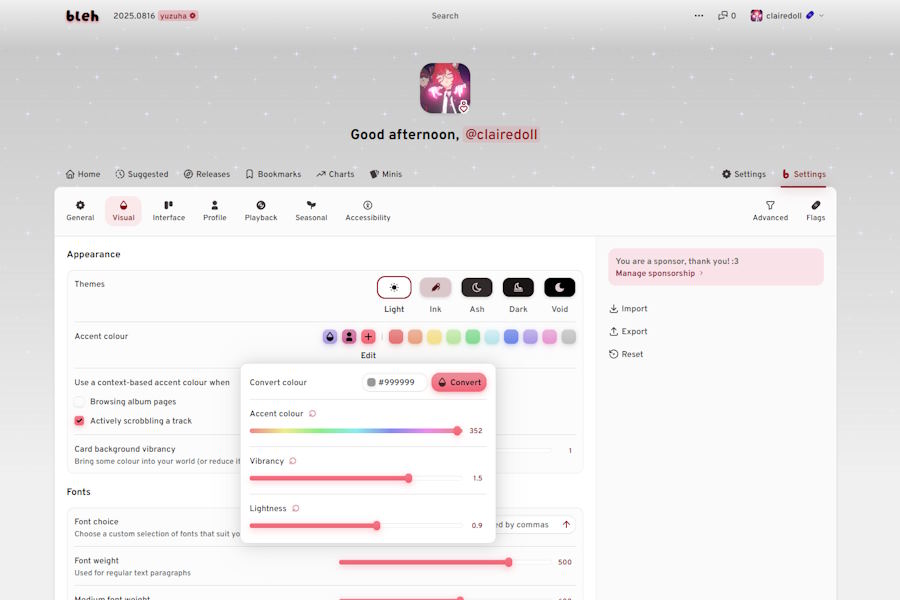 bleh 2025.0816 yuzuha
Search
0 clairedoll
Good afternoon, @clairedoll
Home Suggested Releases Bookmarks Charts Minis
Settings Settings
General Visual Interface Profile Playback Seasonal Accessibility
Advanced Flags
Appearance
Themes
Light Ink Ash Dark Void
Accent colour
Edit
Use a context-based accent colour when
Browsing album pages
Actively scrobbling a track
Card background vibrancy
1
Bring some colour into your world (or reduce it
Convert colour #999999 Convert
Accent colour
352
Vibrancy
1.5
Lightness
0.9
Fonts
Font choice
Choose a custom selection of fonts that suit yo
ed by commas
Font weight
500
Used for regular text paragraphs
Medium font weight
You are a sponsor, thank you! :3
Manage sponsorship
Import
Export
Reset